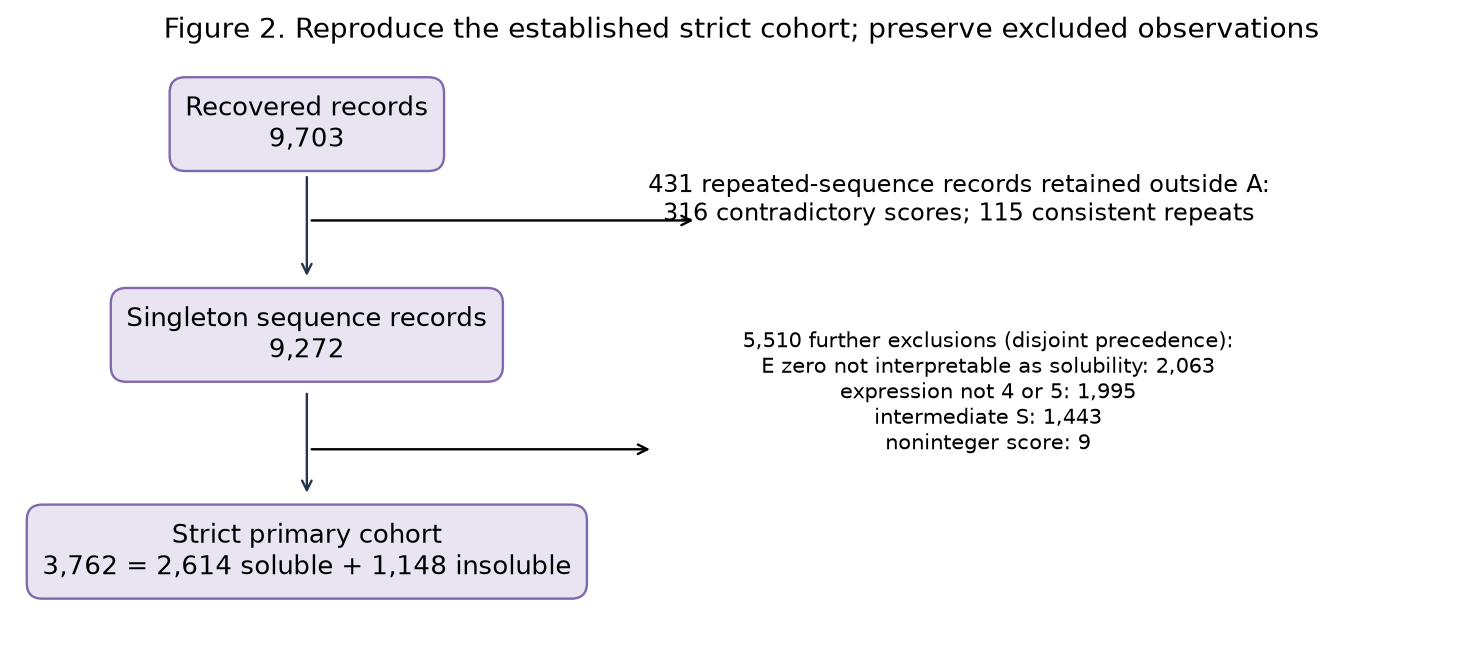 Figure 2. Reproduce the established strict cohort; preserve excluded observations
Recovered records
9,703
431 repeated-sequence records retained outside A:
316 contradictory scores; 115 consistent repeats
Singleton sequence records
9,272
5,510 further exclusions (disjoint precedence):
E zero not interpretable as solubility: 2,063
expression not 4 or 5: 1,995
intermediate S: 1,443
noninteger score: 9
Strict primary cohort
3,762 = 2,614 soluble + 1,148 insoluble